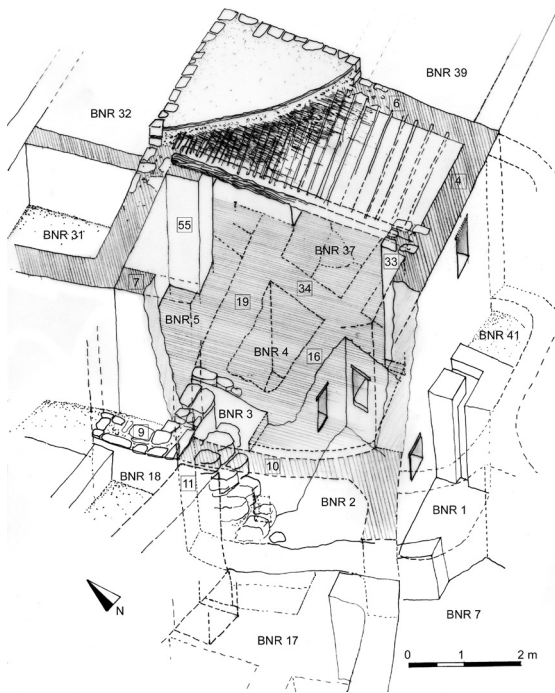 BNR 39
BNR 32
6
4
55
BNR 31
BNR 37
33
7
34
19
BNR 5
BNR 41
16
BNR 4
BNR 3
9
10
BNR 18
11
BNR 2
BNR 1
N
BNR 7
BNR 17
0 1 2 m